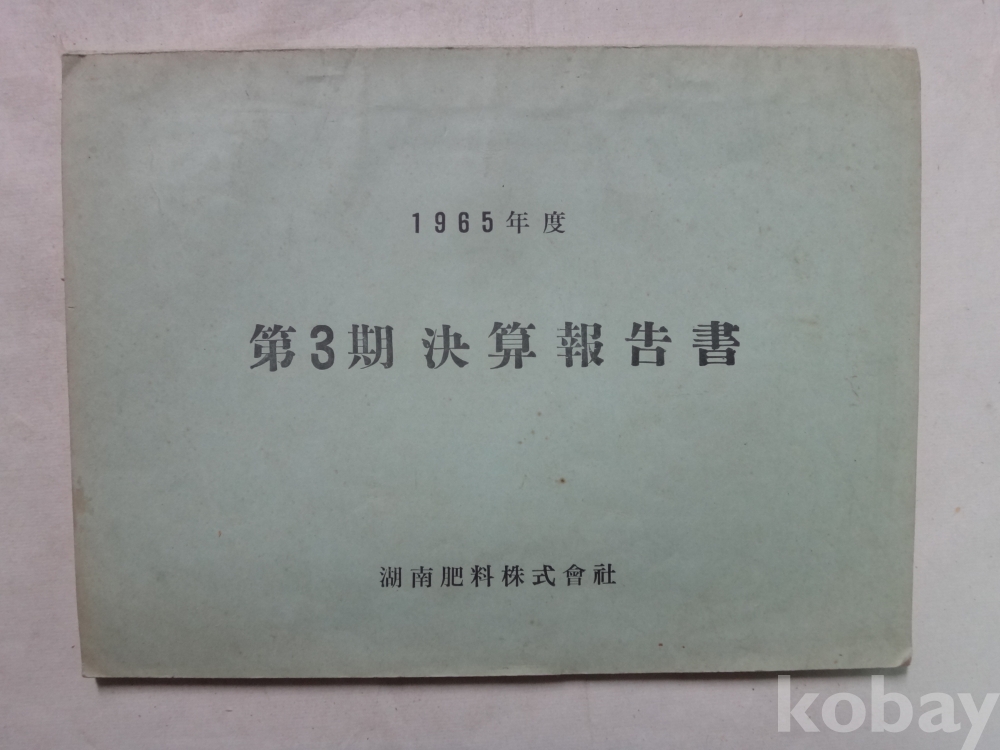 1965年度
第3期 決算報告書
湖南肥料株式會社
kobay